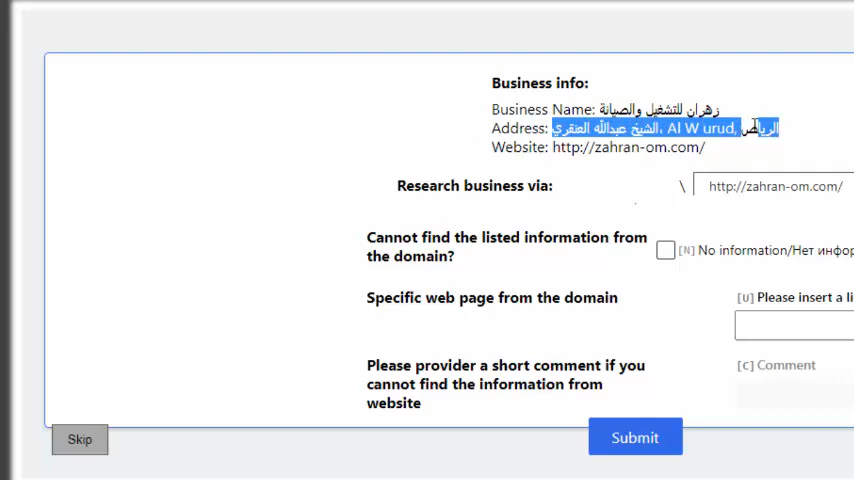 Business info:
Business Name: زهران للتشغيل والصيانة
Address: الشيخ عبدالله العنقري، Al W urud, الرياض
Website: http://zahran-om.com/
Research business via: \ http://zahran-om.com/
Cannot find the listed information from the domain?
[N] No information/Нет инфор
Specific web page from the domain
[U] Please insert a li
Please provider a short comment if you cannot find the information from website
[C] Comment
Skip
Submit